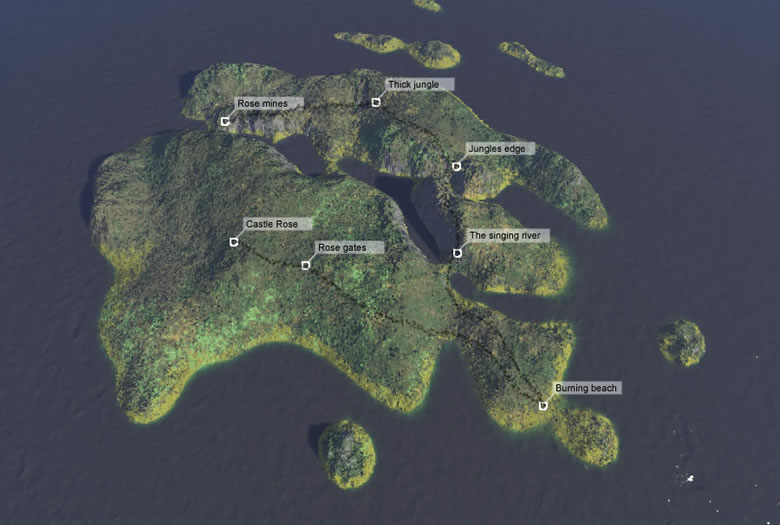 Thick jungle
Rose mines
Jungles edge
Castle Rose
The singing river
Rose gates
Burning beach